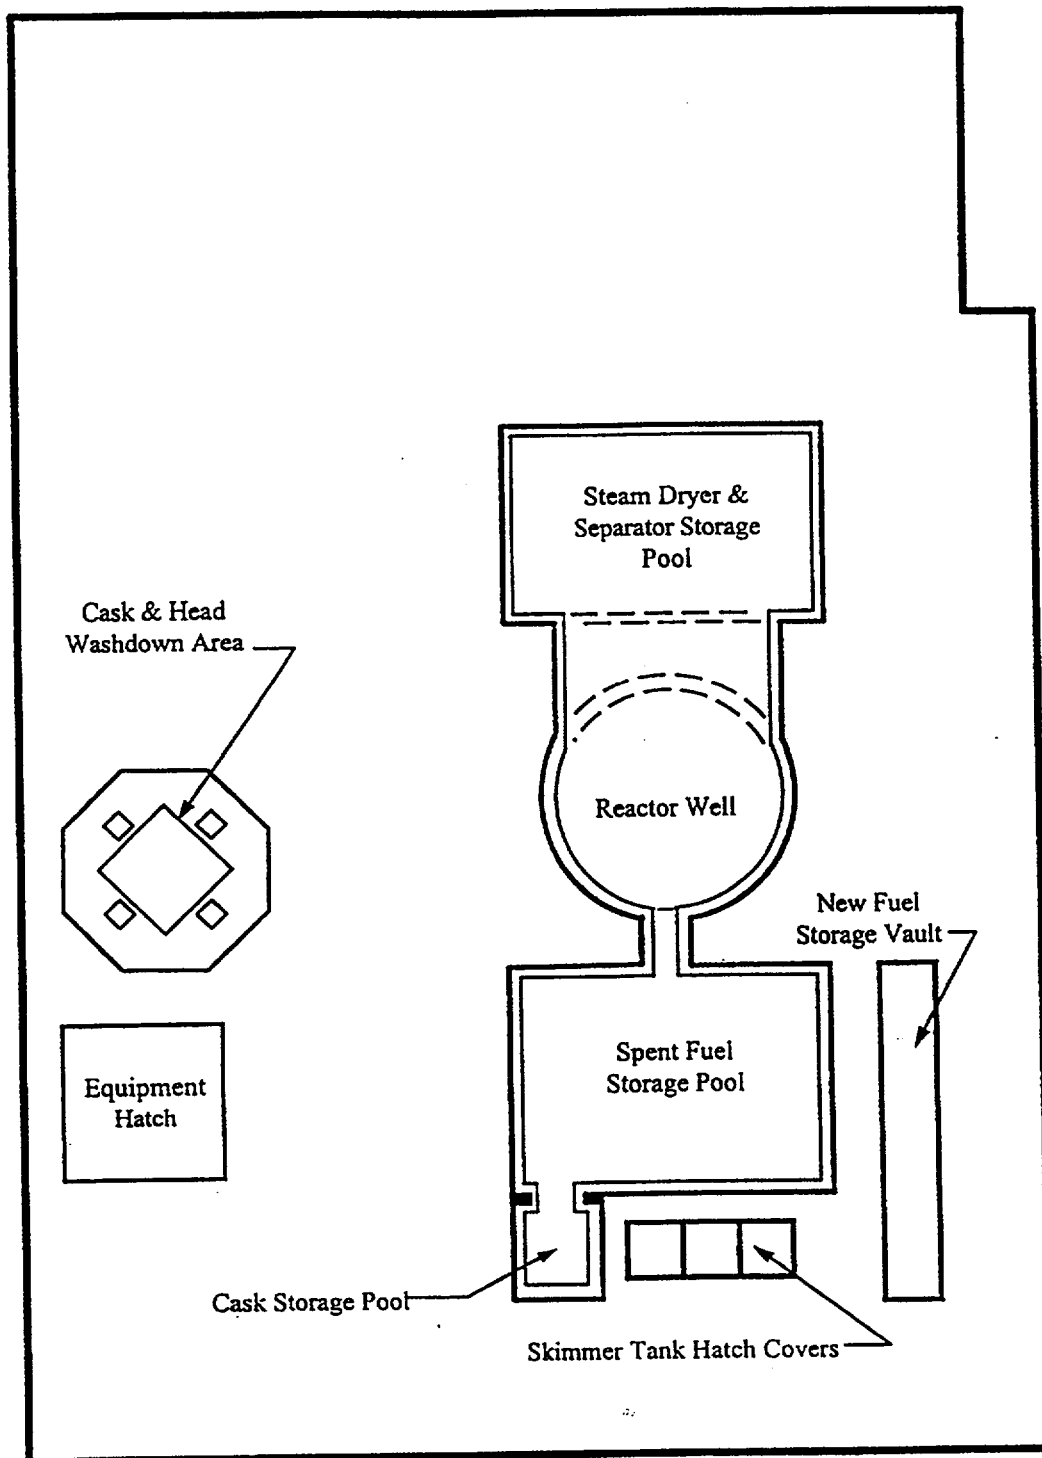 Steam Dryer &
Separator Storage
Pool
Cask & Head
Washdown Area
Reactor Well
New Fuel
Storage Vault
Spent Fuel
Storage Pool
Equipment
Hatch
Cask Storage Pool
Skimmer Tank Hatch Covers